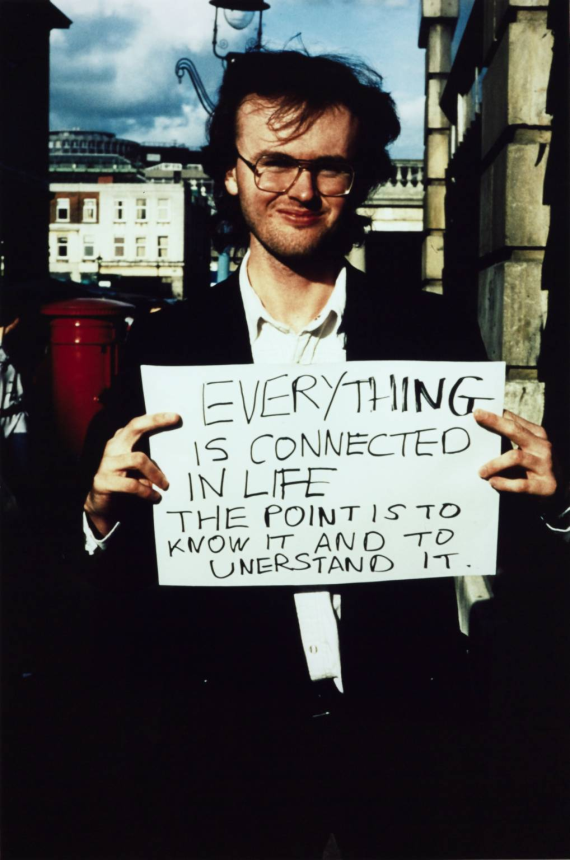 EVERYTHING
IS CONNECTED
IN LIFE
THE POINT IS TO
KNOW IT AND TO
UNERSTAND IT.